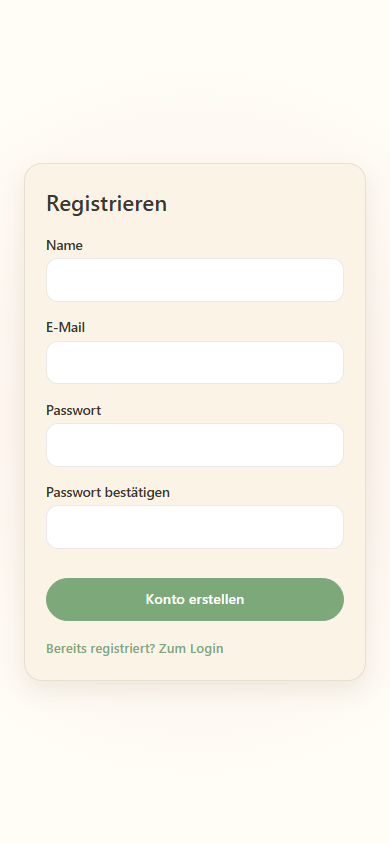 Registrieren
Name
E-Mail
Passwort
Passwort bestätigen
Konto erstellen
Bereits registriert? Zum Login